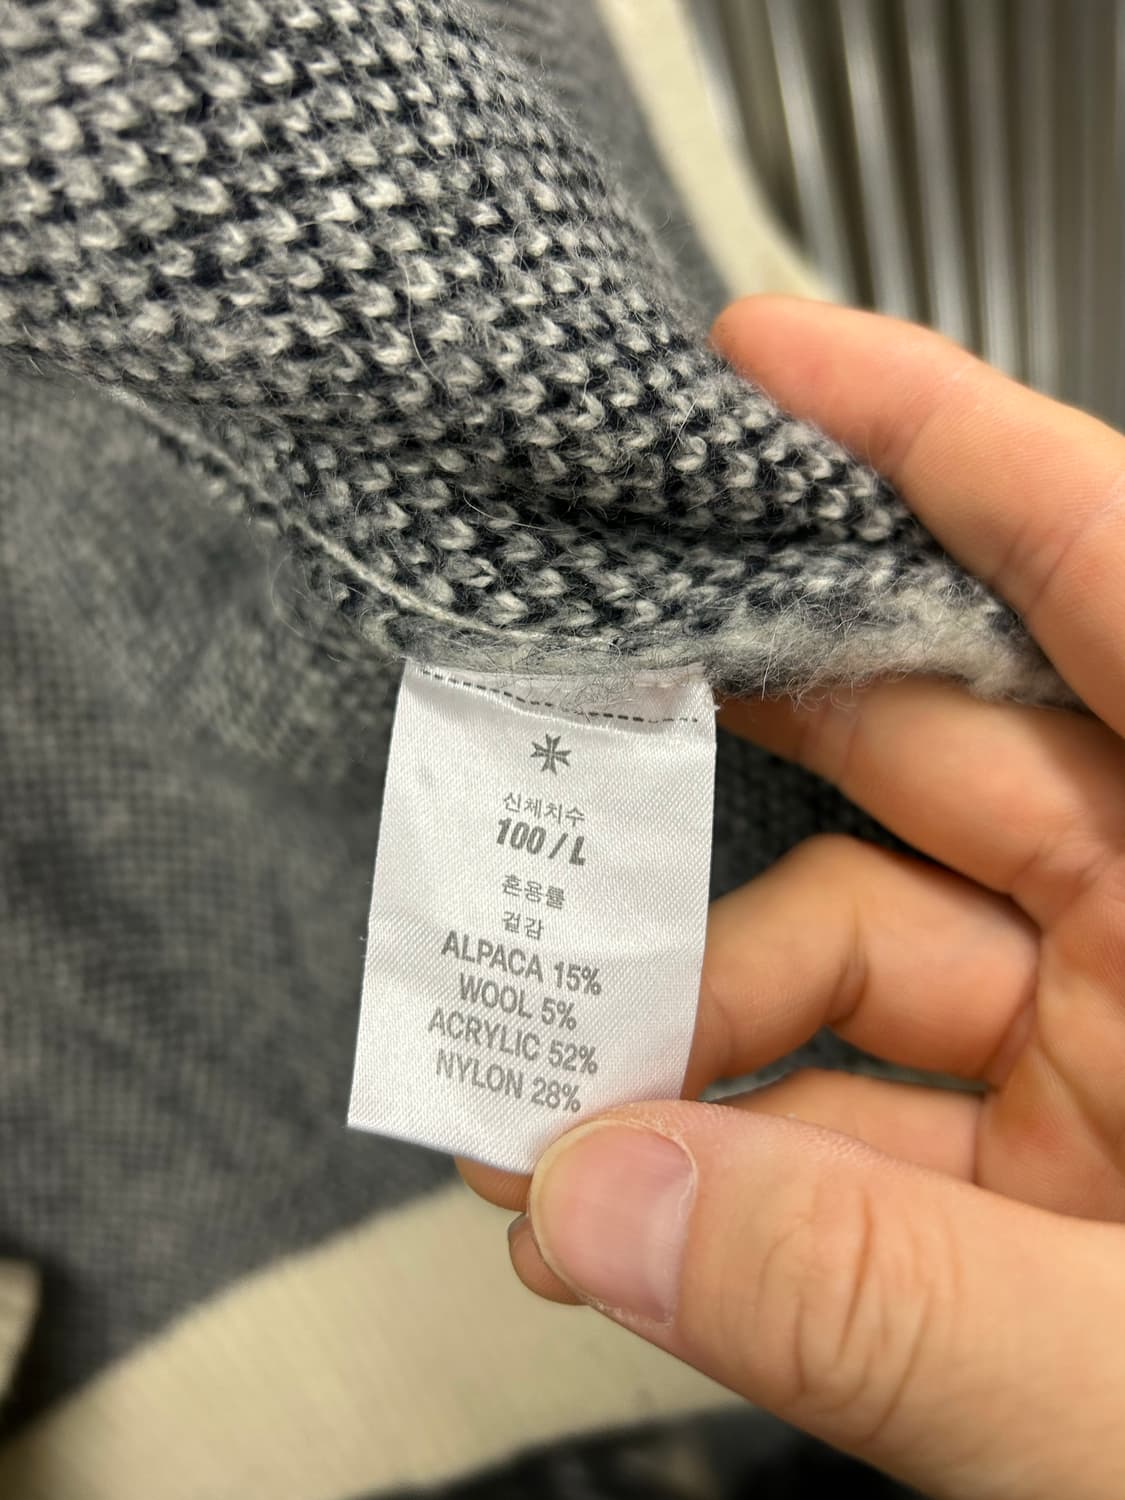 신체치수
100 / L
혼용률
겉감
ALPACA 15%
WOOL 5%
ACRYLIC 52%
NYLON 28%